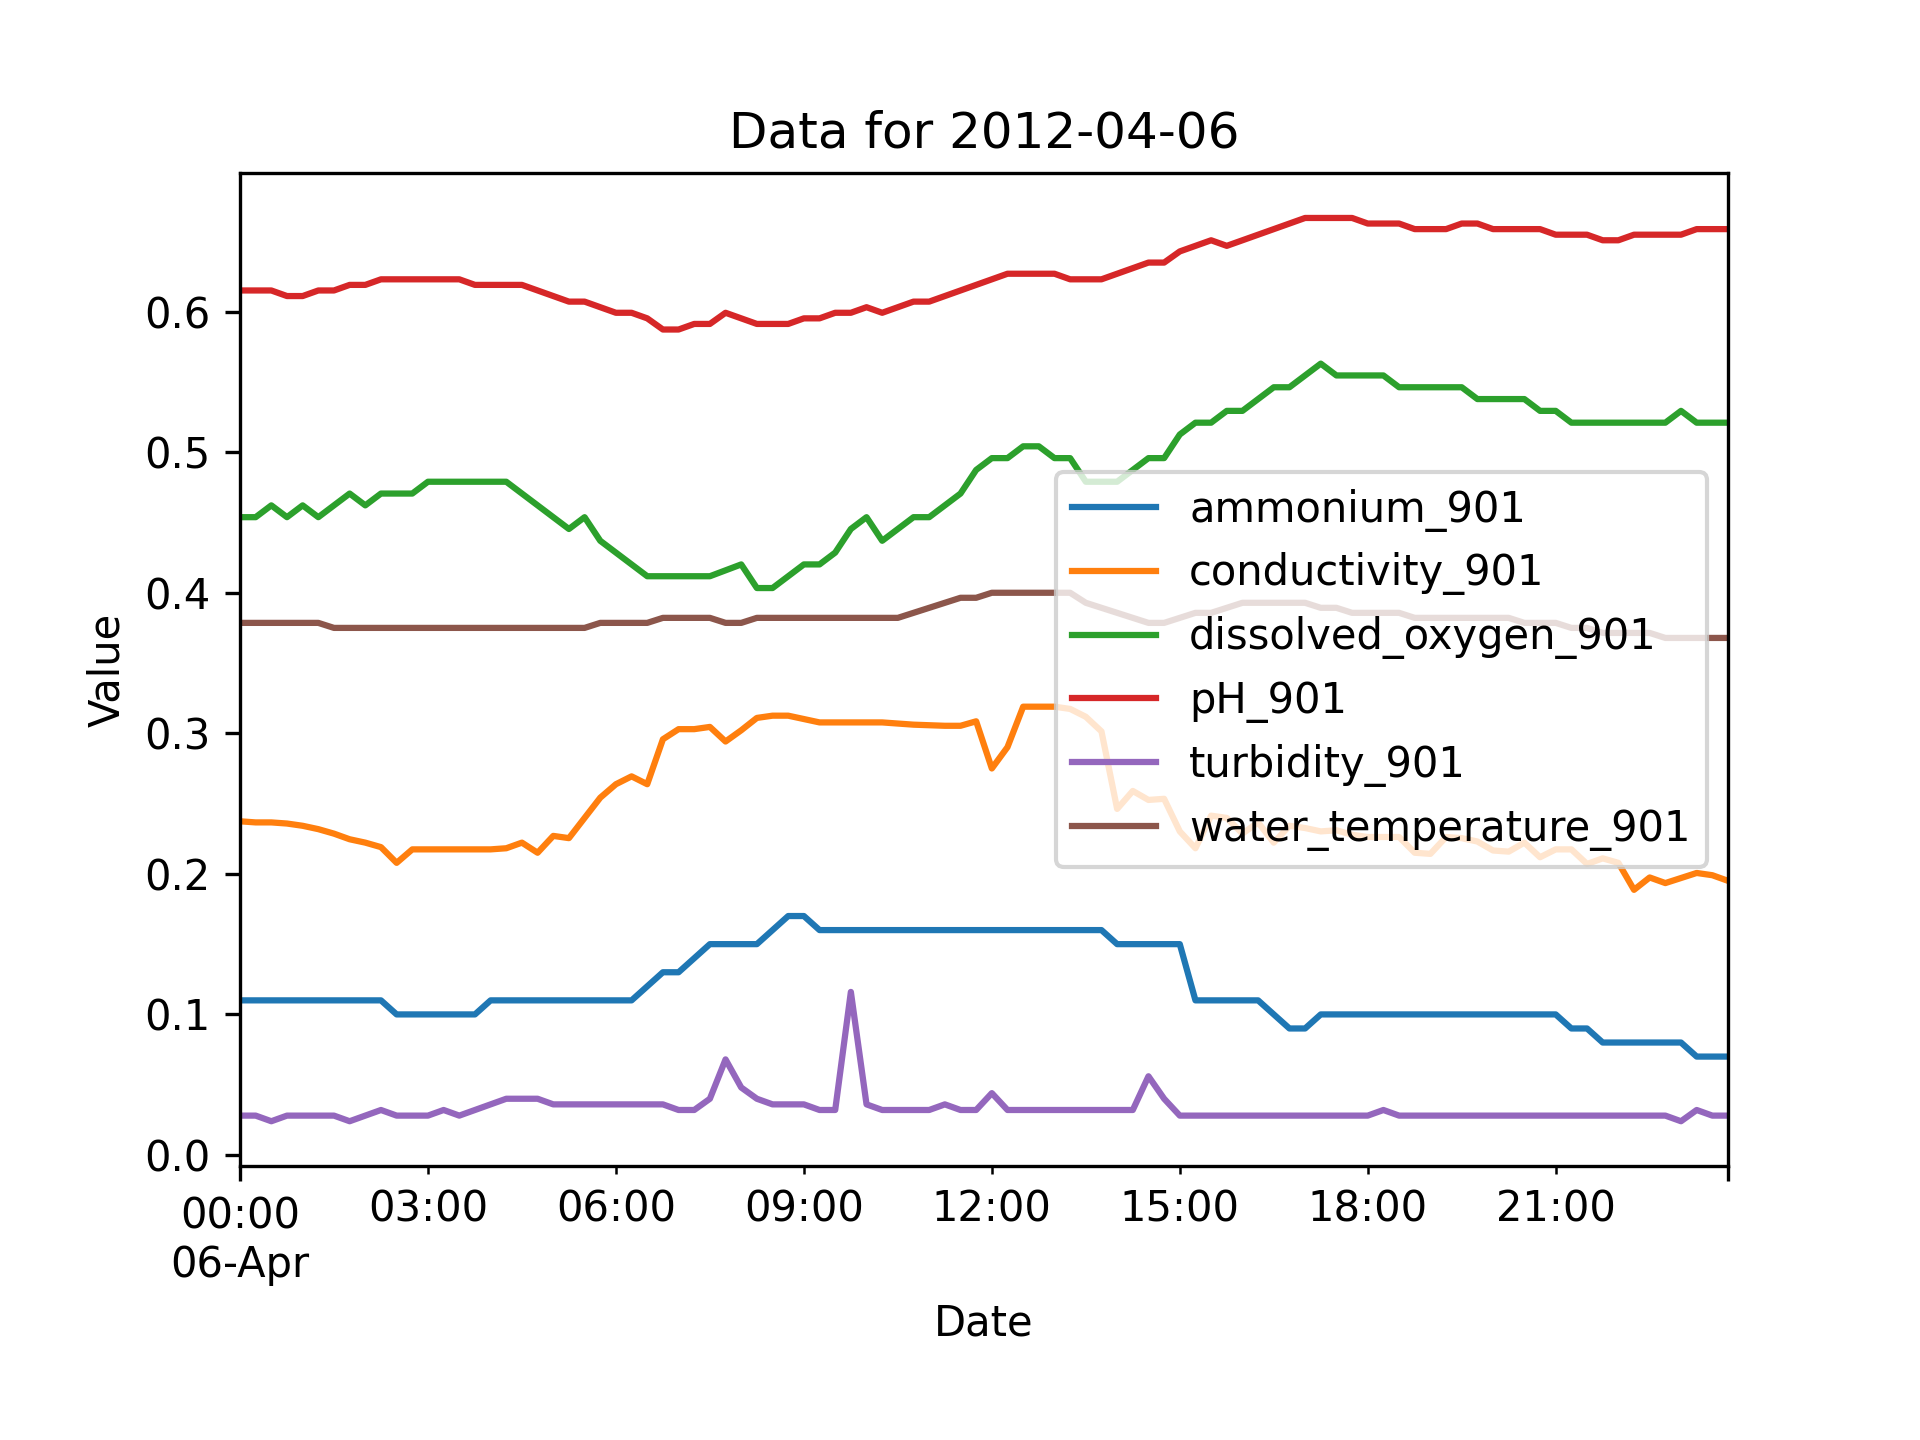 Data for 2012-04-06
Value
0.6
0.5
0.4
0.3
0.2
0.1
0.0
ammonium_901
conductivity_901
dissolved_oxygen_901
pH_901
turbidity_901
water_temperature_901
00:00 03:00 06:00 09:00 12:00 15:00 18:00 21:00
06-Apr
Date